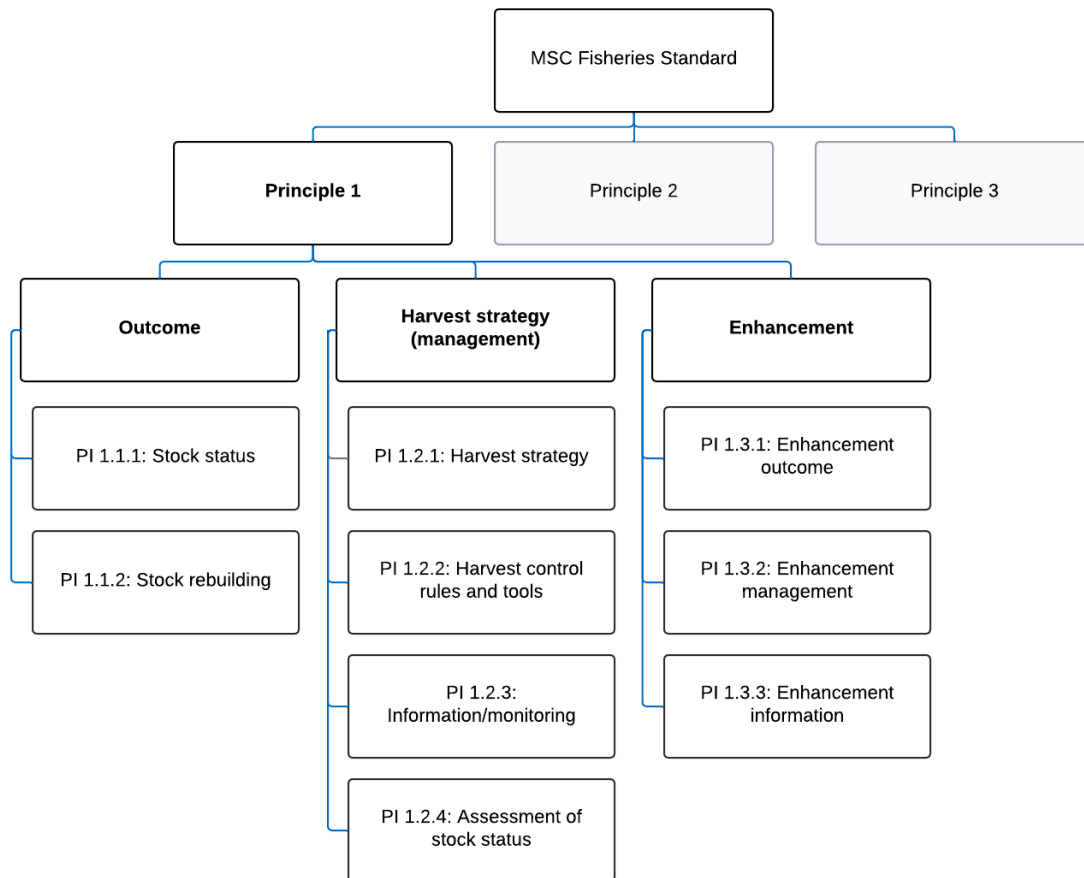 MSC Fisheries Standard
Principle 1
Principle 2
Principle 3
Outcome
Harvest strategy
(management)
Enhancement
PI 1.1.1: Stock status
PI 1.1.2: Stock rebuilding
PI 1.2.1: Harvest strategy
PI 1.2.2: Harvest control
rules and tools
PI 1.2.3:
Information/monitoring
PI 1.2.4: Assessment of
stock status
PI 1.3.1: Enhancement
outcome
PI 1.3.2: Enhancement
management
PI 1.3.3: Enhancement
information